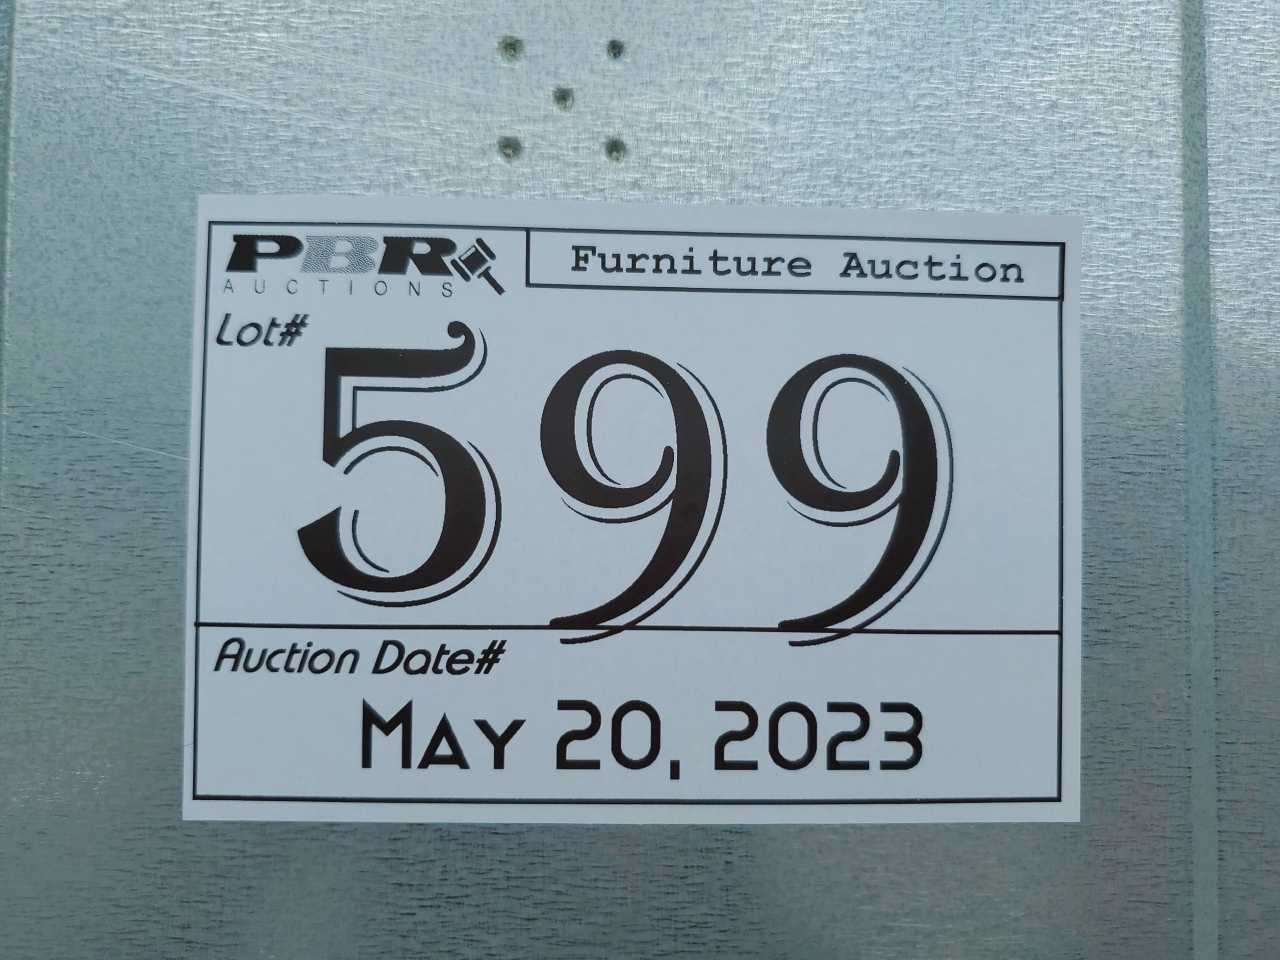 PBR
AUCTIONS
Furniture Auction
Lot#
599
Auction Date#
May 20, 2023